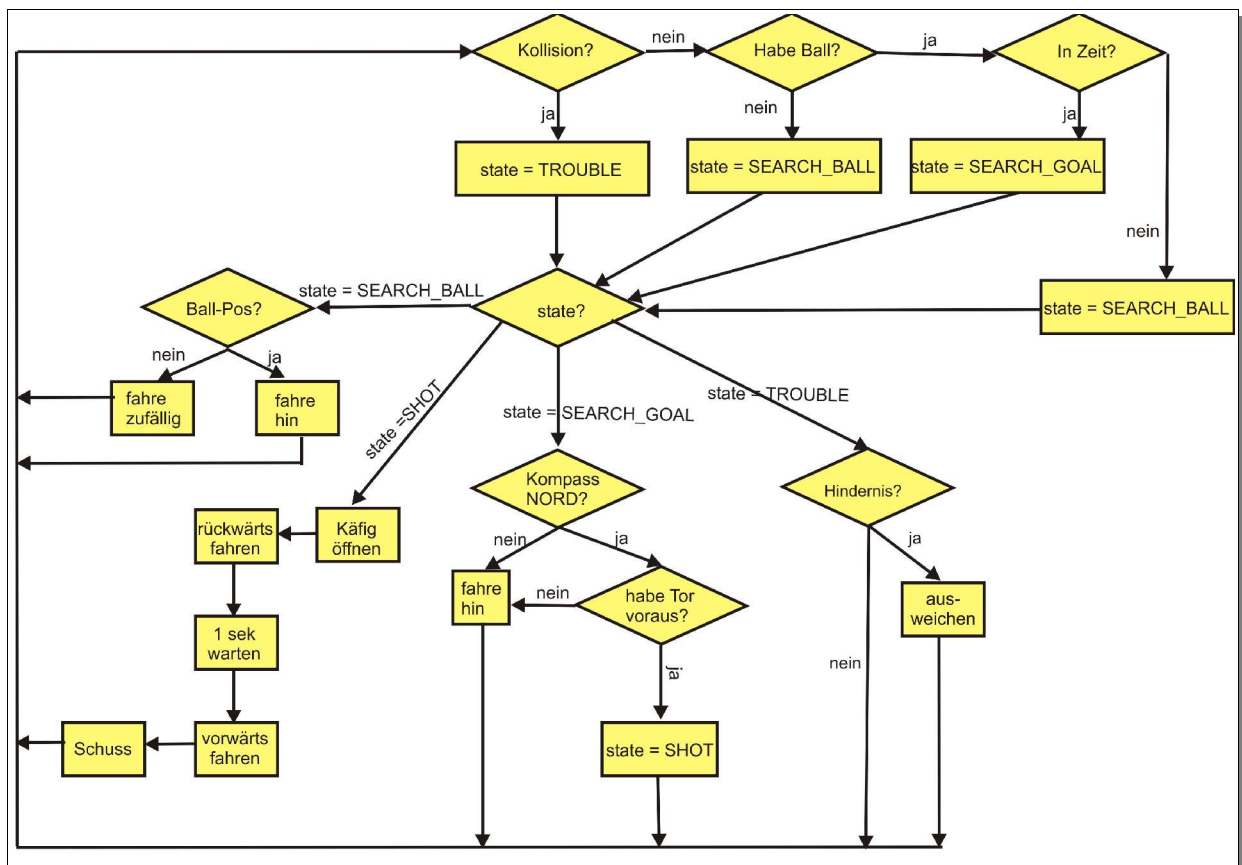 Kollision?
nein
Habe Ball?
ja
In Zeit?
ja
nein
ja
state = TROUBLE
state = SEARCH_BALL
state = SEARCH_GOAL
nein
state = SEARCH_BALL
Ball-Pos?
state = SEARCH_BALL
state?
nein
ja
fahre
zufällig
fahre
hin
state =SHOT
state = SEARCH_GOAL
state = TROUBLE
Kompass
NORD?
Hindernis?
rückwärts
fahren
Käfig
öffnen
nein
ja
ja
fahre
hin
nein
habe Tor
voraus?
aus-
weichen
1 sek
warten
nein
ja
Schuss
vorwärts
fahren
state = SHOT